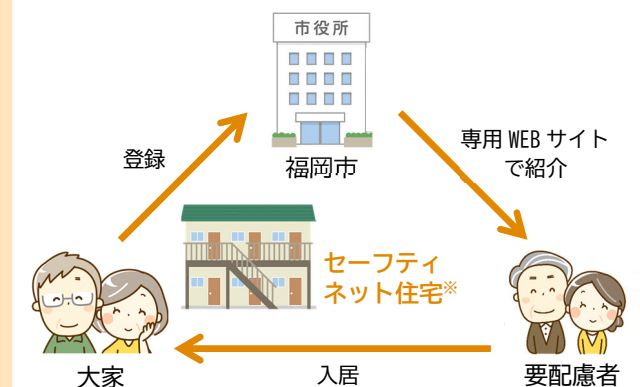 市役所
福岡市
登録
専用 WEB サイト
で紹介
セーフティ
ネット住宅※
大家
入居
要配慮者